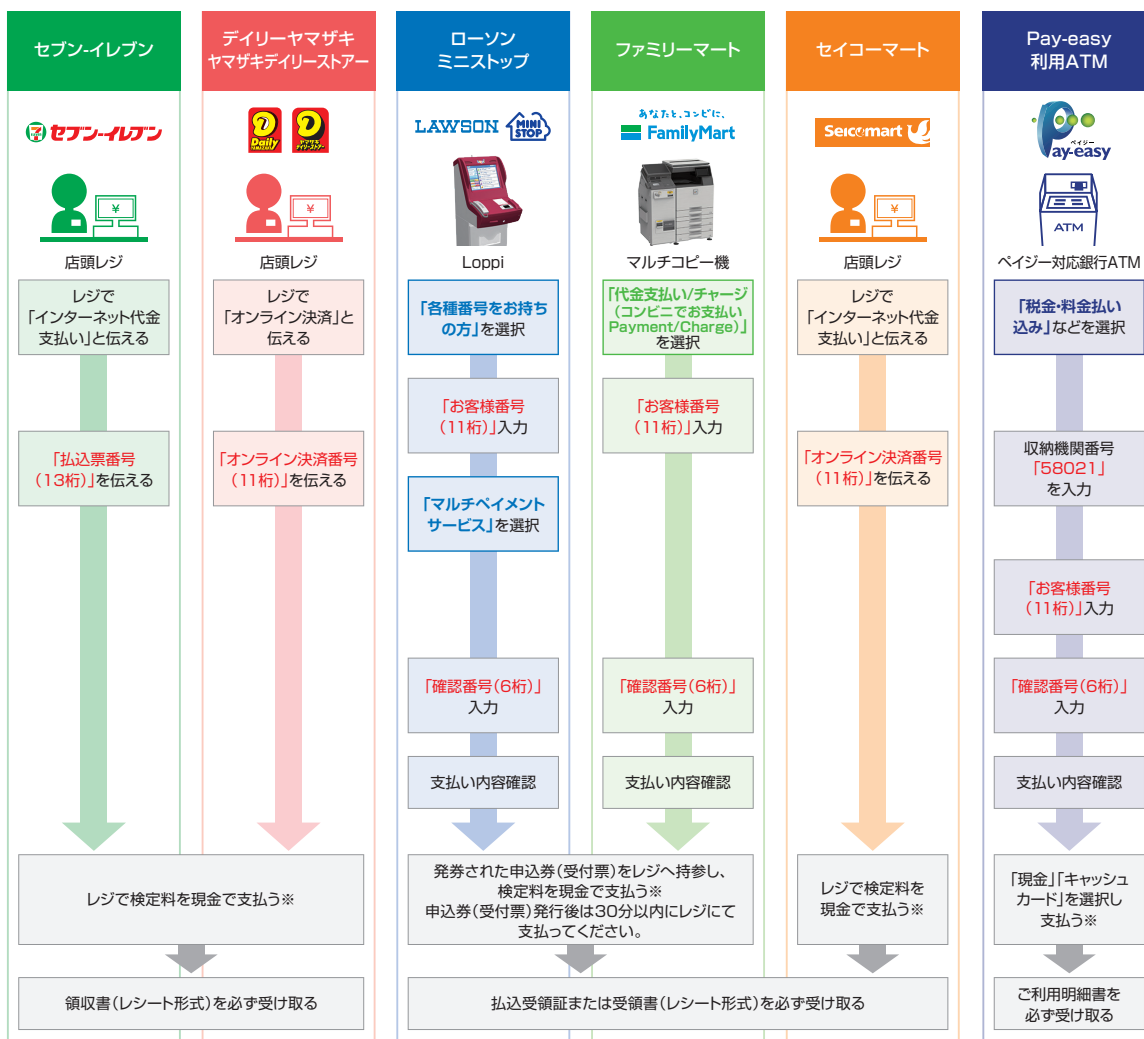 セブン-イレブン
デイリーヤマザキ
ヤマザキデイリーストアー
ローソン
ミニストップ
ファミリーマート
セイコーマート
Pay-easy
利用ATM
7
セブン-イレブン
Daily
YAMAZAKI
ヤマザキ
デイリーストアー
LAWSON
MINI
STOP
あなたと、コンビに、
FamilyMart
Seicomart
ペイジー
Pay-easy
¥
¥
¥
ATM
店頭レジ
店頭レジ
Loppi
マルチコピー機
店頭レジ
ペイジー対応銀行ATM
レジで
「インターネット代金
支払い」と伝える
「払込票番号
(13桁)」を伝える
レジで
「オンライン決済」と
伝える
「オンライン決済番号
(11桁)」を伝える
「各種番号をお持ち
の方」を選択
「お客様番号
(11桁)」入力
「マルチペイメント
サービス」を選択
「確認番号(6桁)」
入力
支払い内容確認
「代金支払い/チャージ
(コンビニでお支払い
Payment/Charge)」
を選択
「お客様番号
(11桁)」入力
「確認番号(6桁)」
入力
支払い内容確認
レジで
「インターネット代金
支払い」と伝える
「オンライン決済番号
(11桁)」を伝える
「税金・料金払い
込み」などを選択
収納機関番号
「58021」
を入力
「お客様番号
(11桁)」入力
「確認番号(6桁)」
入力
支払い内容確認
レジで検定料を現金で支払う※
発券された申込券(受付票)をレジへ持参し、
検定料を現金で支払う※
申込券(受付票)発行後は30分以内にレジにて
支払ってください。
レジで検定料を
現金で支払う※
「現金」「キャッシュ
カード」を選択し
支払う※
領収書(レシート形式)を必ず受け取る
払込受領証または受領書(レシート形式)を必ず受け取る
ご利用明細書を
必ず受け取る